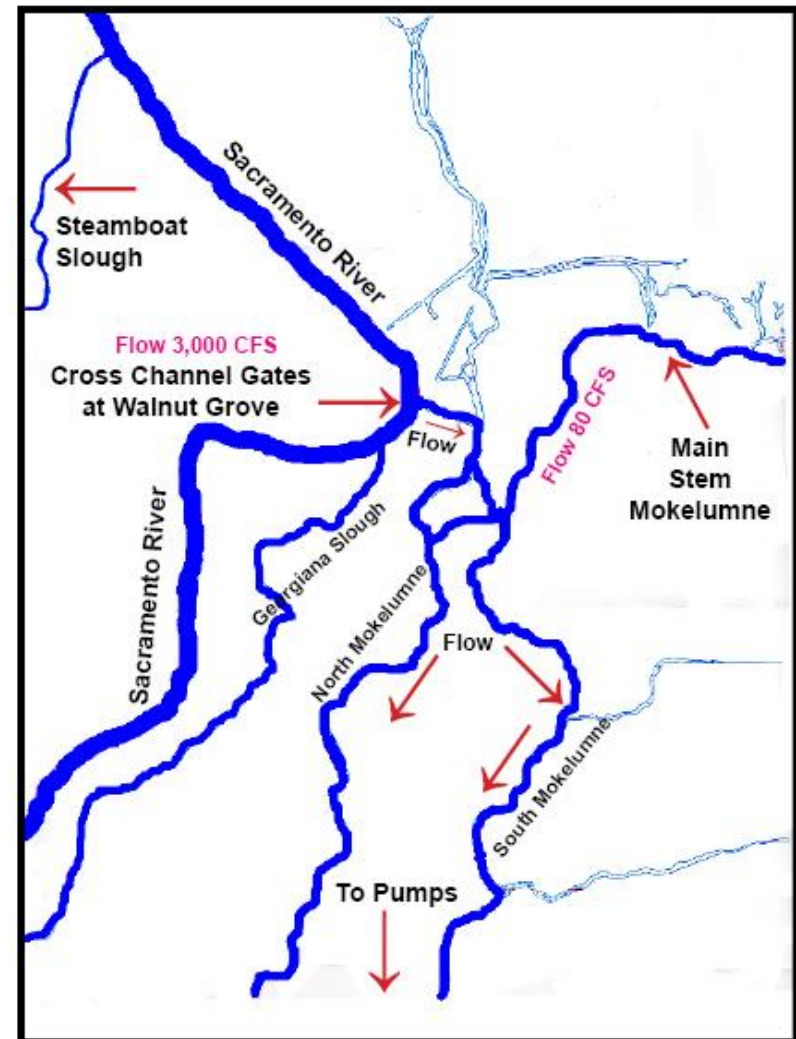 Sacramento River
Steamboat
Slough
Flow 3,000 CFS
Cross Channel Gates
at Walnut Grove
Flow
Flow 80 CFS
Main
Stem
Mokelumne
Sacramento River
Georgiana Slough
North Mokelumne
Flow
South Mokelumne
To Pumps